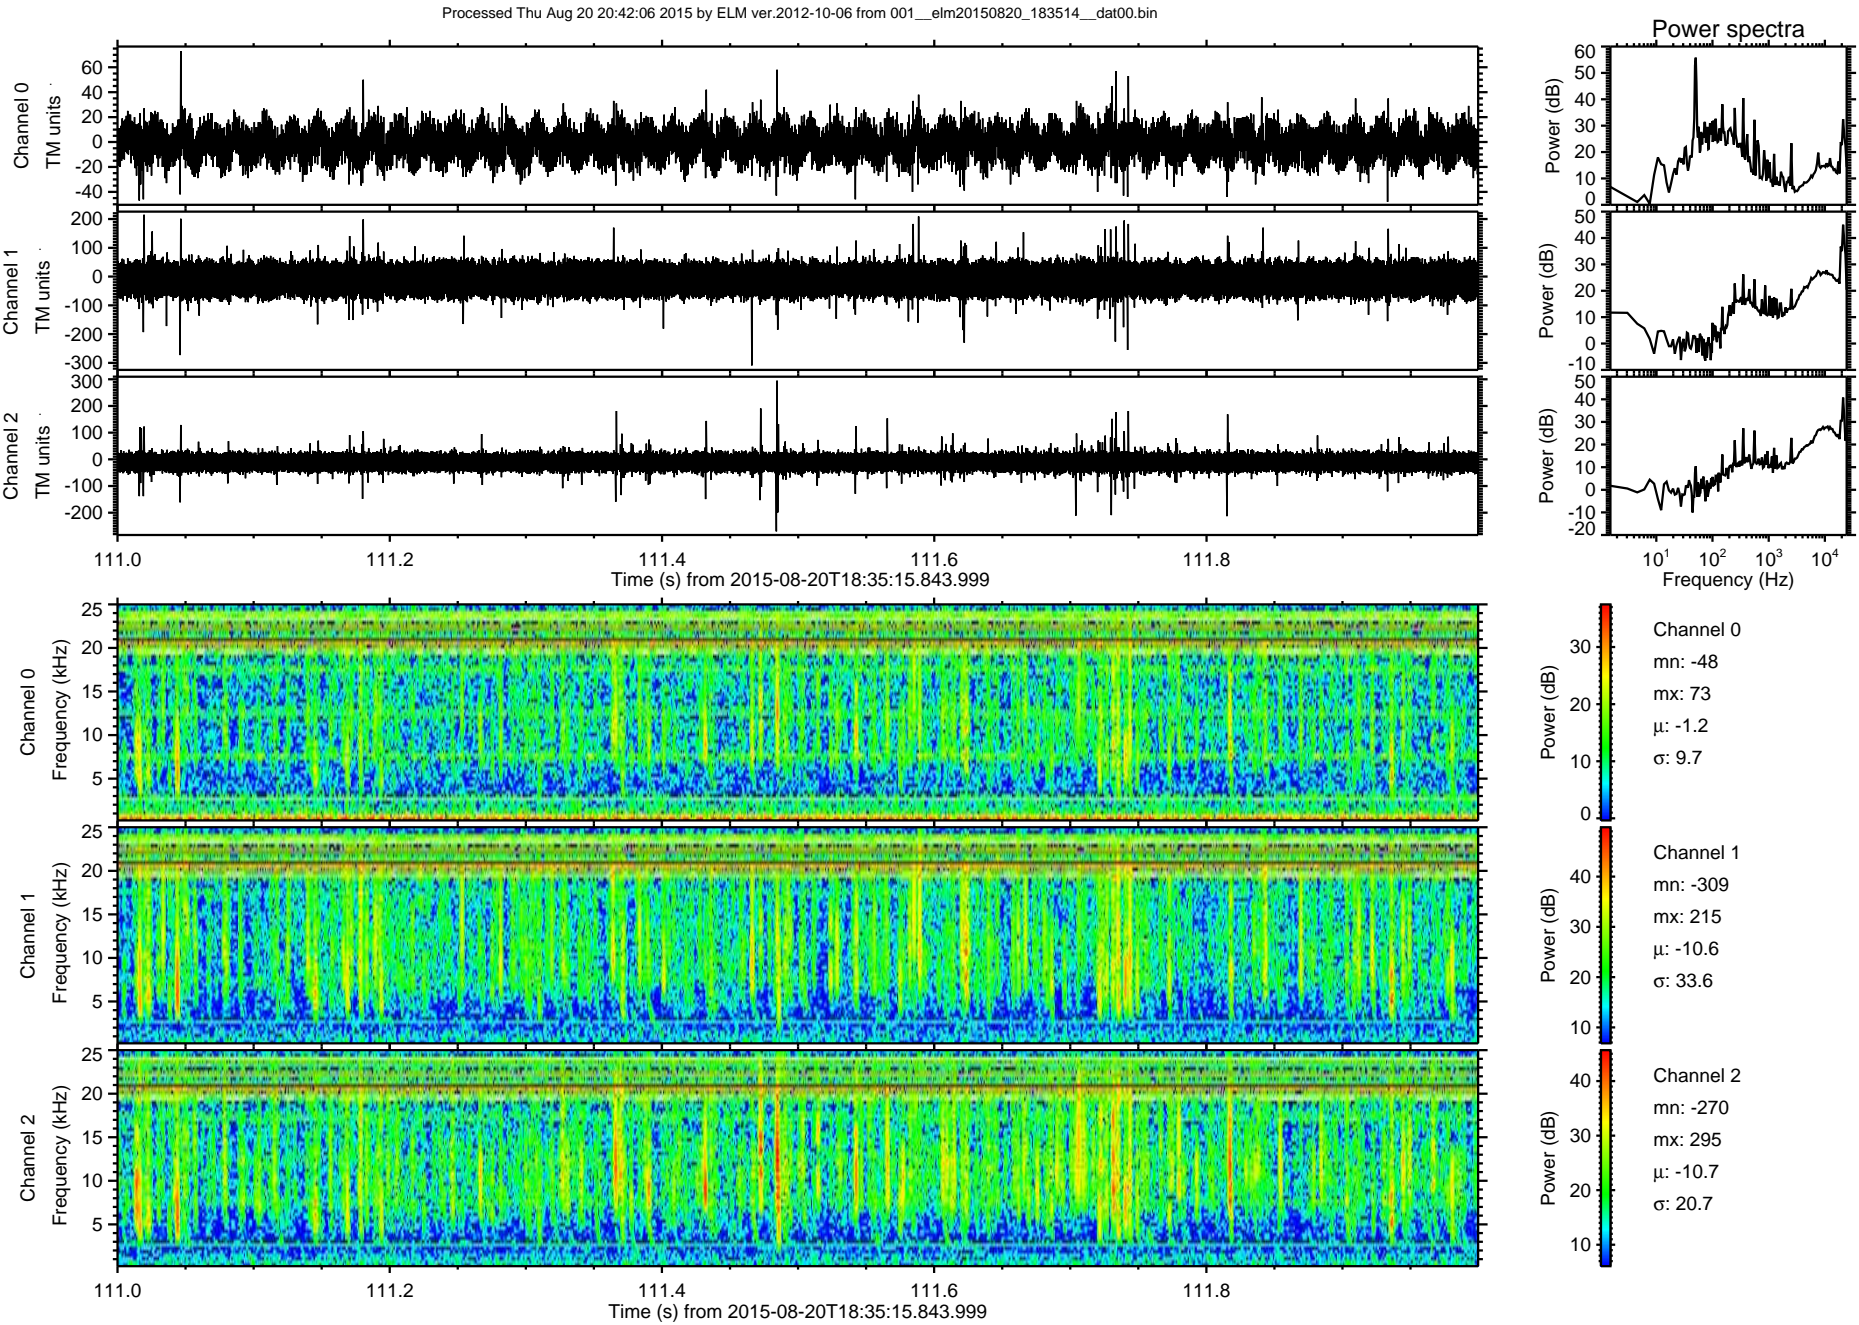 Processed Thu Aug 20 20:42:06 2015 by ELM ver.2012-10-06 from 001__elm20150820_183514__dat00.bin
Power spectra
Channel 0
TM units
60
40
20
0
-20
-40
Power (dB)
60
50
40
30
20
10
0
Channel 1
TM units
200
100
0
-100
-200
-300
Power (dB)
50
40
30
20
10
0
-10
Channel 2
TM units
300
200
100
0
-100
-200
Power (dB)
50
40
30
20
10
0
-10
-20
111.0 111.2 111.4 111.6 111.8
Time (s) from 2015-08-20T18:35:15.843.999
10¹ 10² 10³ 10⁴
Frequency (Hz)
Channel 0
Frequency (kHz)
25
20
15
10
5
Power (dB)
30
20
10
0
Channel 0
mn: -48
mx: 73
μ: -1.2
σ: 9.7
Channel 1
Frequency (kHz)
25
20
15
10
5
Power (dB)
40
30
20
10
Channel 1
mn: -309
mx: 215
μ: -10.6
σ: 33.6
Channel 2
Frequency (kHz)
25
20
15
10
5
Power (dB)
40
30
20
10
Channel 2
mn: -270
mx: 295
μ: -10.7
σ: 20.7
111.0 111.2 111.4 111.6 111.8
Time (s) from 2015-08-20T18:35:15.843.999